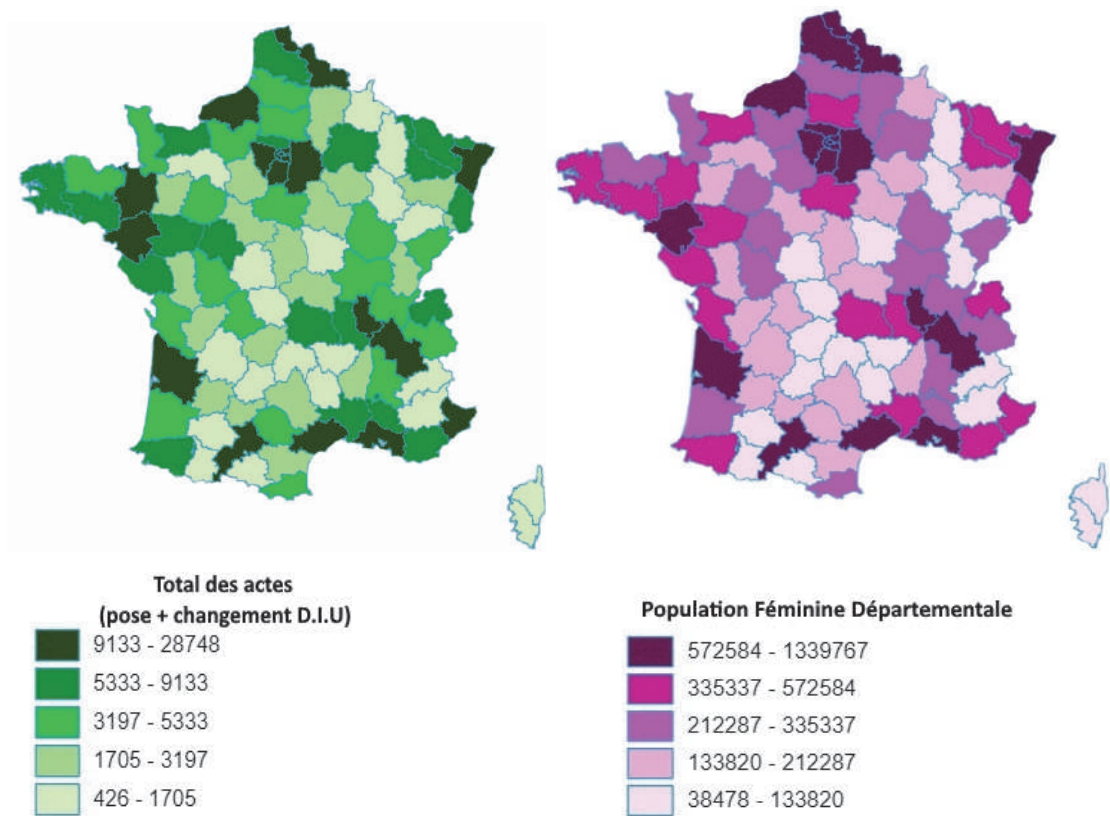 Total des actes
(pose + changement D.I.U)
9133 - 28748
5333 - 9133
3197 - 5333
1705 - 3197
426 - 1705
Population Féminine Départementale
572584 - 1339767
335337 - 572584
212287 - 335337
133820 - 212287
38478 - 133820